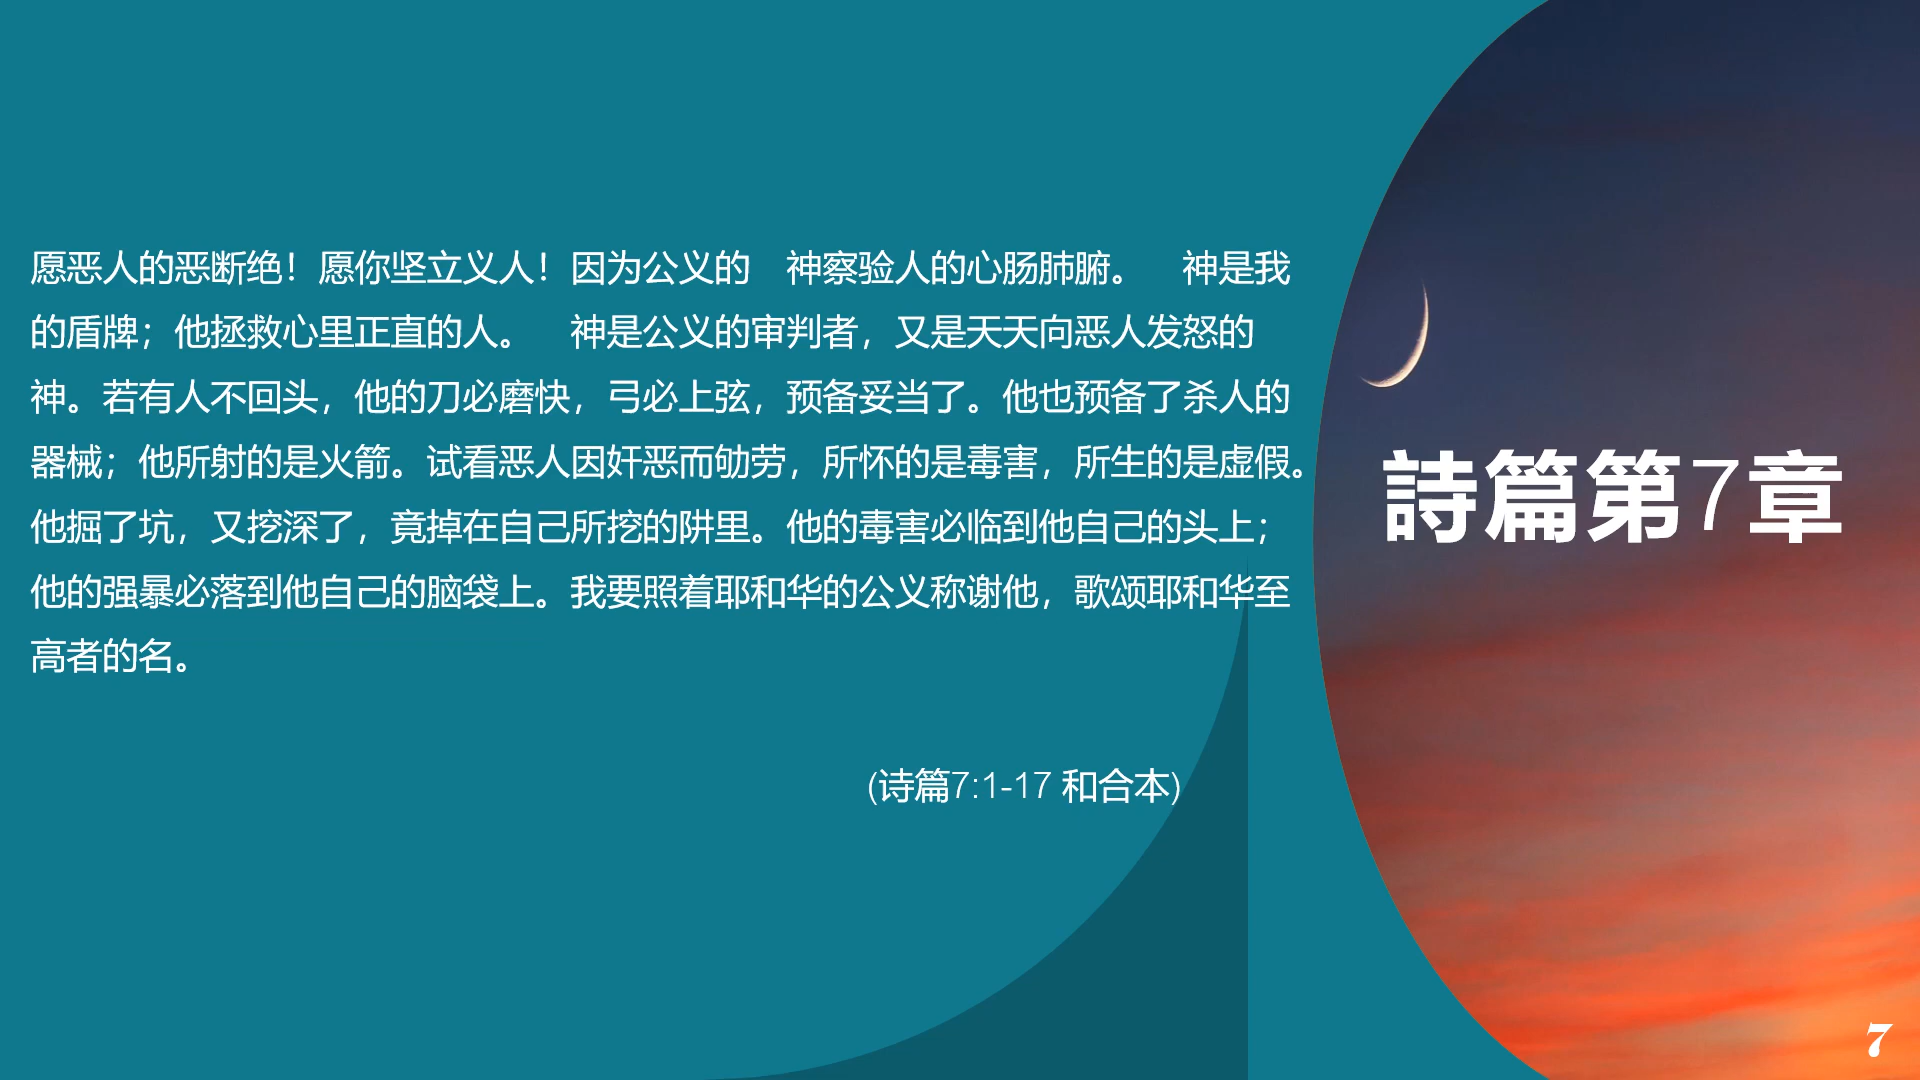 愿恶人的恶断绝！愿你坚立义人！因为公义的　神察验人的心肠肺腑。　神是我
的盾牌；他拯救心里正直的人。　神是公义的审判者，又是天天向恶人发怒的
神。若有人不回头，他的刀必磨快，弓必上弦，预备妥当了。他也预备了杀人的
器械；他所射的是火箭。试看恶人因奸恶而劬劳，所怀的是毒害，所生的是虚假。
他掘了坑，又挖深了，竟掉在自己所挖的阱里。他的毒害必临到他自己的头上；
他的强暴必落到他自己的脑袋上。我要照着耶和华的公义称谢他，歌颂耶和华至
高者的名。
(诗篇7:1-17 和合本)
詩篇第7章
7